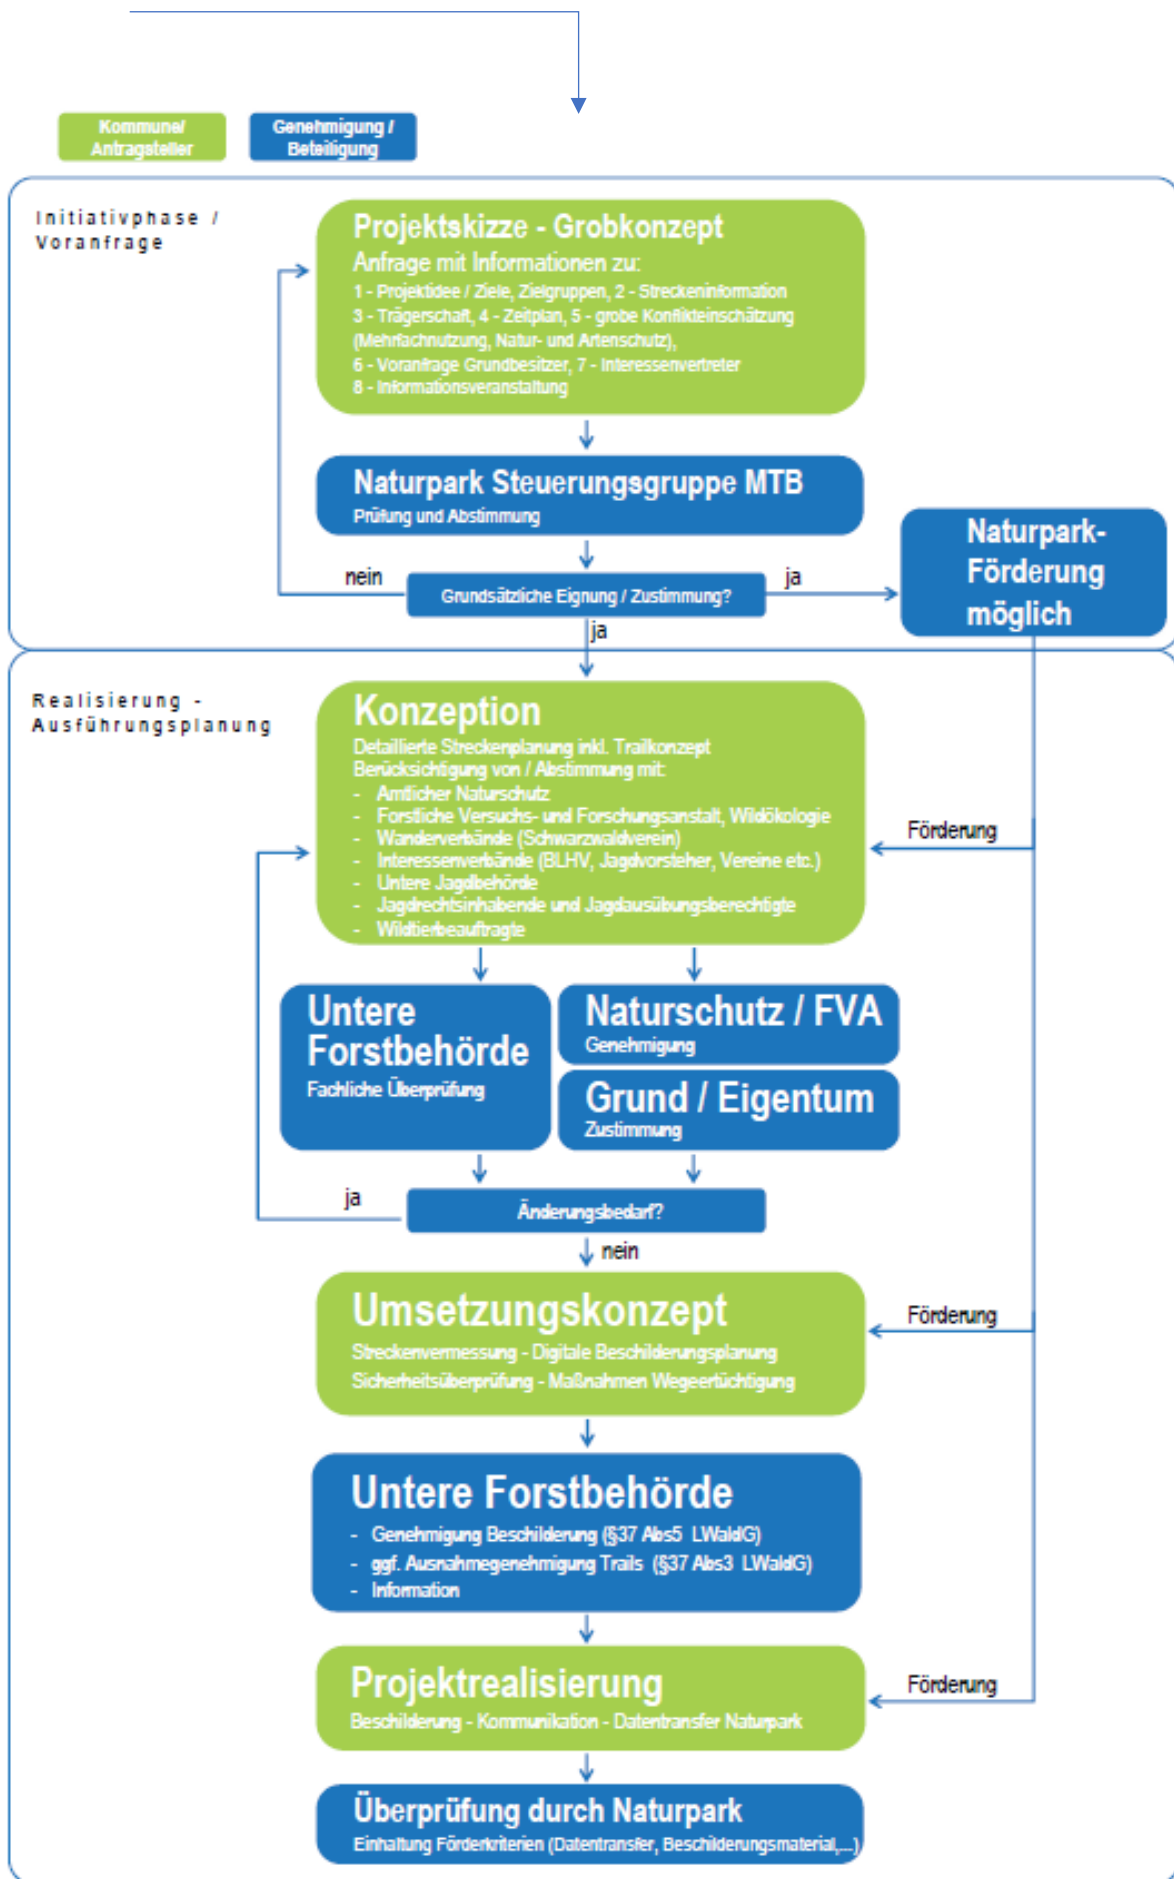 Kommune/
Antragsteller
Genehmigung /
Beteiligung
Initiativphase /
Voranfrage
Projektskizze - Grobkonzept
Anfrage mit Informationen zu:
1 - Projektidee / Ziele, Zielgruppen, 2 - Streckeninformation
3 - Trägerschaft, 4 - Zeitplan, 5 - grobe Konflikteinschätzung
(Mehrfachnutzung, Natur- und Artenschutz),
6 - Voranfrage Grundbesitzer, 7 - Interessenvertreter
8 - Informationsveranstaltung
Naturpark Steuerungsgruppe MTB
Prüfung und Abstimmung
nein
Grundsätzliche Eignung / Zustimmung?
ja
Naturpark-
Förderung
möglich
ja
Realisierung -
Ausführungsplanung
Konzeption
Detaillierte Streckenplanung inkl. Trailkonzept
Berücksichtigung von / Abstimmung mit:
- Amtlicher Naturschutz
- Forstliche Versuchs- und Forschungsanstalt, Wildökologie
- Wanderverbände (Schwarzwaldverein)
- Interessenverbände (BLHV, Jagdvorsteher, Vereine etc.)
- Untere Jagdbehörde
- Jagdrechtsinhabende und Jagdausübungsberechtigte
- Wildtierbeauftragte
Förderung
Untere
Forstbehörde
Fachliche Überprüfung
Naturschutz / FVA
Genehmigung
Grund / Eigentum
Zustimmung
ja
Änderungsbedarf?
nein
Umsetzungskonzept
Streckenvermessung - Digitale Beschilderungsplanung
Sicherheitsüberprüfung - Maßnahmen Wegeertüchtigung
Förderung
Untere Forstbehörde
- Genehmigung Beschilderung (§37 Abs5 LWaldG)
- ggf. Ausnahmegenehmigung Trails (§37 Abs3 LWaldG)
- Information
Projektrealisierung
Beschilderung - Kommunikation - Datentransfer Naturpark
Förderung
Überprüfung durch Naturpark
Einhaltung Förderkriterien (Datentransfer, Beschilderungsmaterial,...)